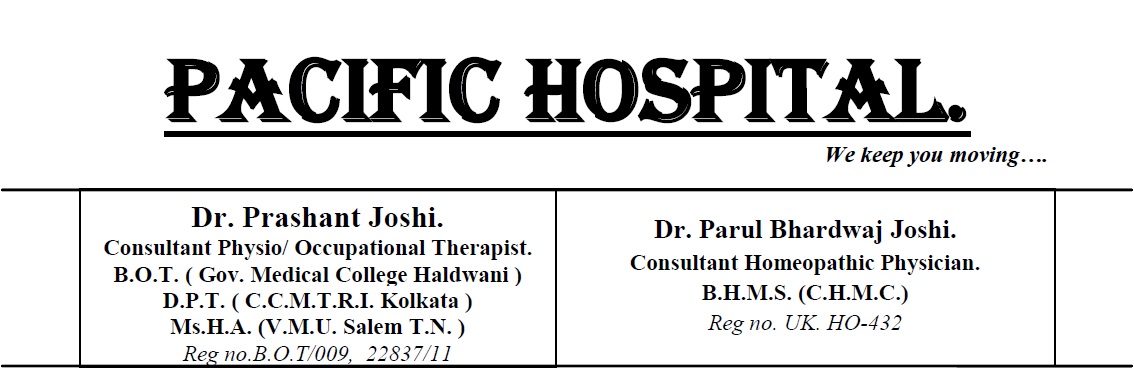 PACIFIC HOSPITAL.
We keep you moving….
Dr. Prashant Joshi.
Consultant Physio/ Occupational Therapist.
B.O.T. ( Gov. Medical College Haldwani )
D.P.T. ( C.C.M.T.R.I. Kolkata )
Ms.H.A. (V.M.U. Salem T.N. )
Reg no.B.O.T/009,  22837/11
Dr. Parul Bhardwaj Joshi.
Consultant Homeopathic Physician.
B.H.M.S. (C.H.M.C.)
Reg no. UK. HO-432